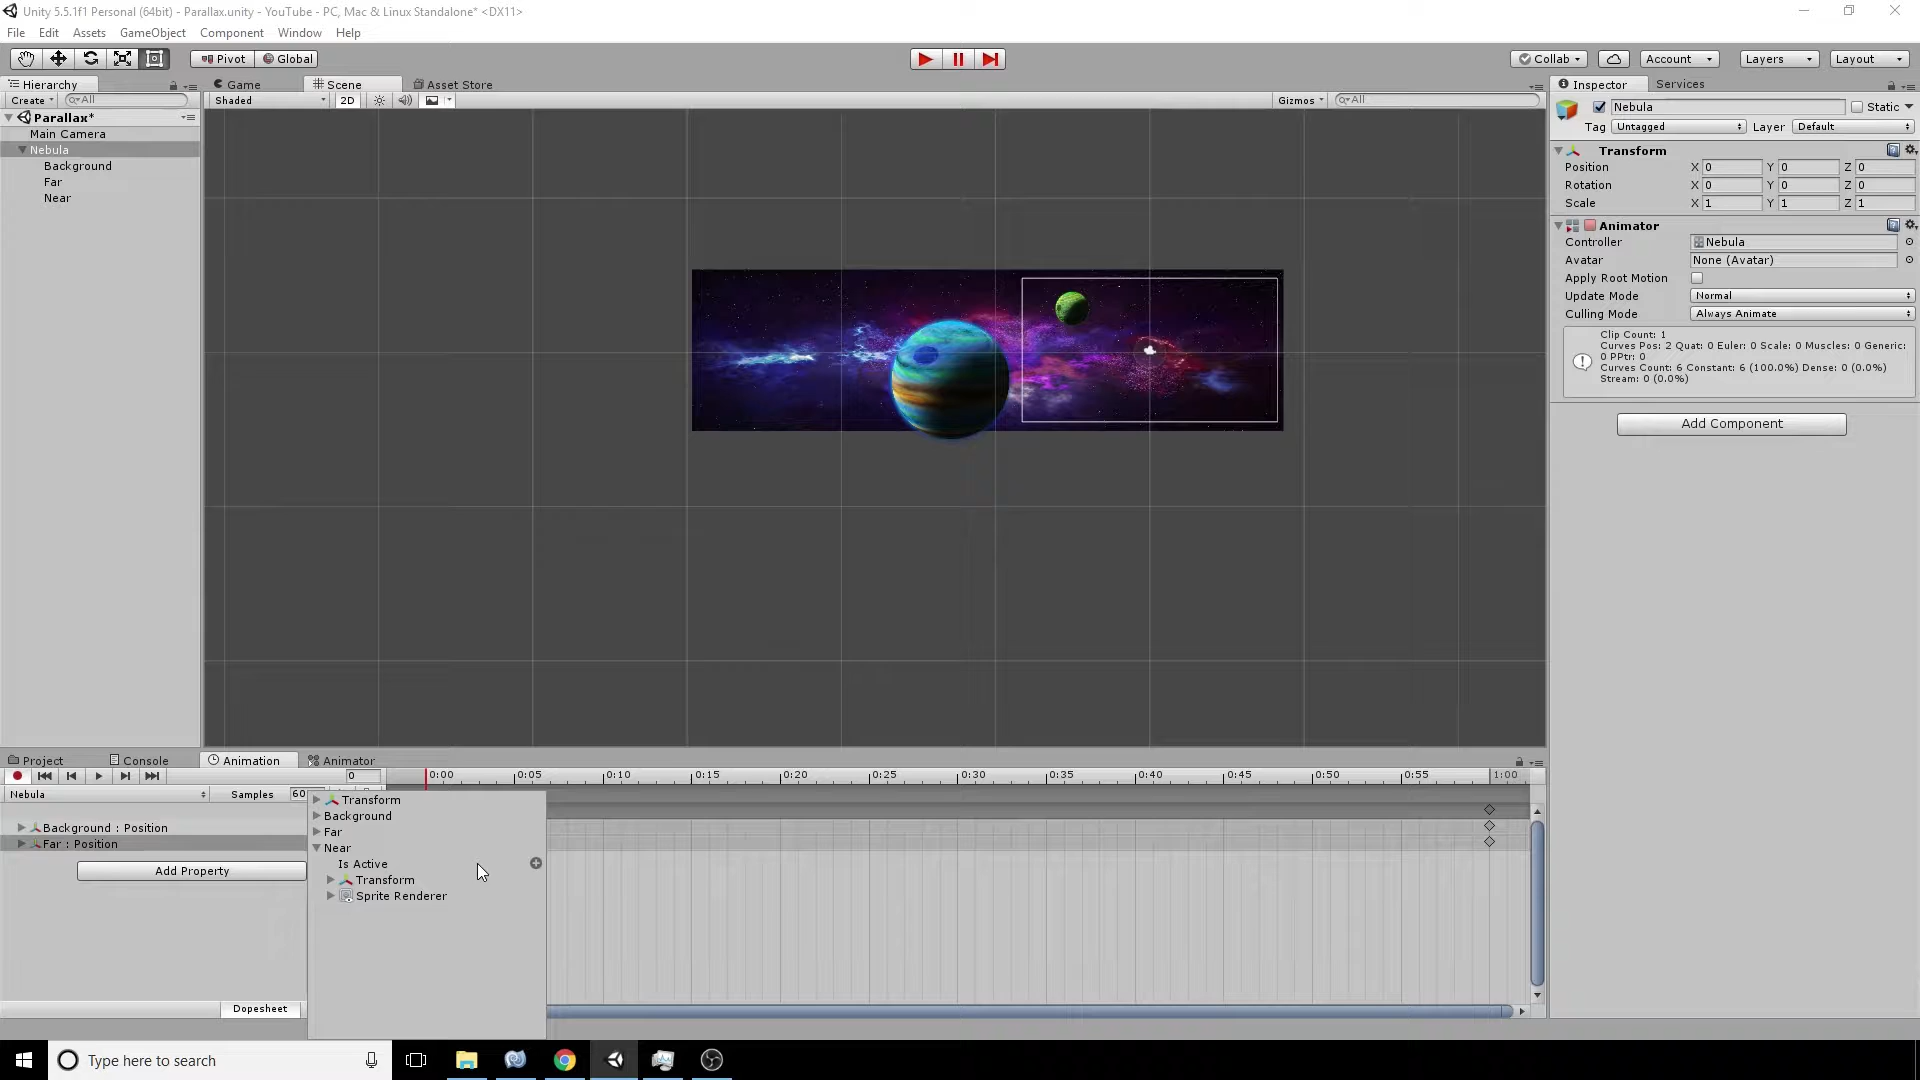 Unity 5.5.1f1 Personal (64bit) - Parallax.unity - YouTube - PC, Mac & Linux Standalone* <DX11>
File Edit Assets GameObject Component Window Help
Pivot Global Collab Account Layers Layout
Hierarchy Game Scene Asset Store Inspector Services
Create All Shaded 2D Gizmos All
Nebula Static
Parallax*
Tag Untagged Layer Default
Main Camera
Nebula
Transform
Background
Position X 0 Y 0 Z 0
Far
Rotation X 0 Y 0 Z 0
Near
Scale X 1 Y 1 Z 1
Animator
Controller Nebula
Avatar None (Avatar)
Apply Root Motion
Update Mode Normal
Culling Mode Always Animate
Clip Count: 1
Curves Pos: 2 Quat: 0 Euler: 0 Scale: 0 Muscles: 0 Generic:
0 PPtr: 0
Curves Count: 6 Constant: 6 (100.0%) Dense: 0 (0.0%)
Stream: 0 (0.0%)
Add Component
Project Console Animation Animator
0 0:00 0:05 0:10 0:15 0:20 0:25 0:30 0:35 0:40 0:45 0:50 0:55 1:00
Nebula Samples 60
Transform
Background
Background : Position
Far
Far : Position
Near
Is Active
Add Property
Transform
Sprite Renderer
Dopesheet
Type here to search